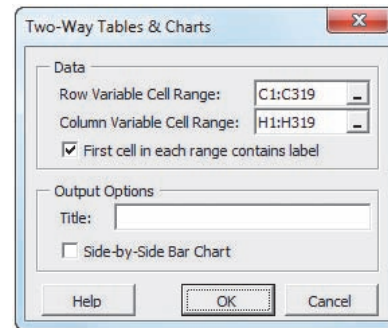 Two-Way Tables & Charts
Data
Row Variable Cell Range: C1:C319
Column Variable Cell Range: H1:H319
First cell in each range contains label
Output Options
Title:
Side-by-Side Bar Chart
Help OK Cancel